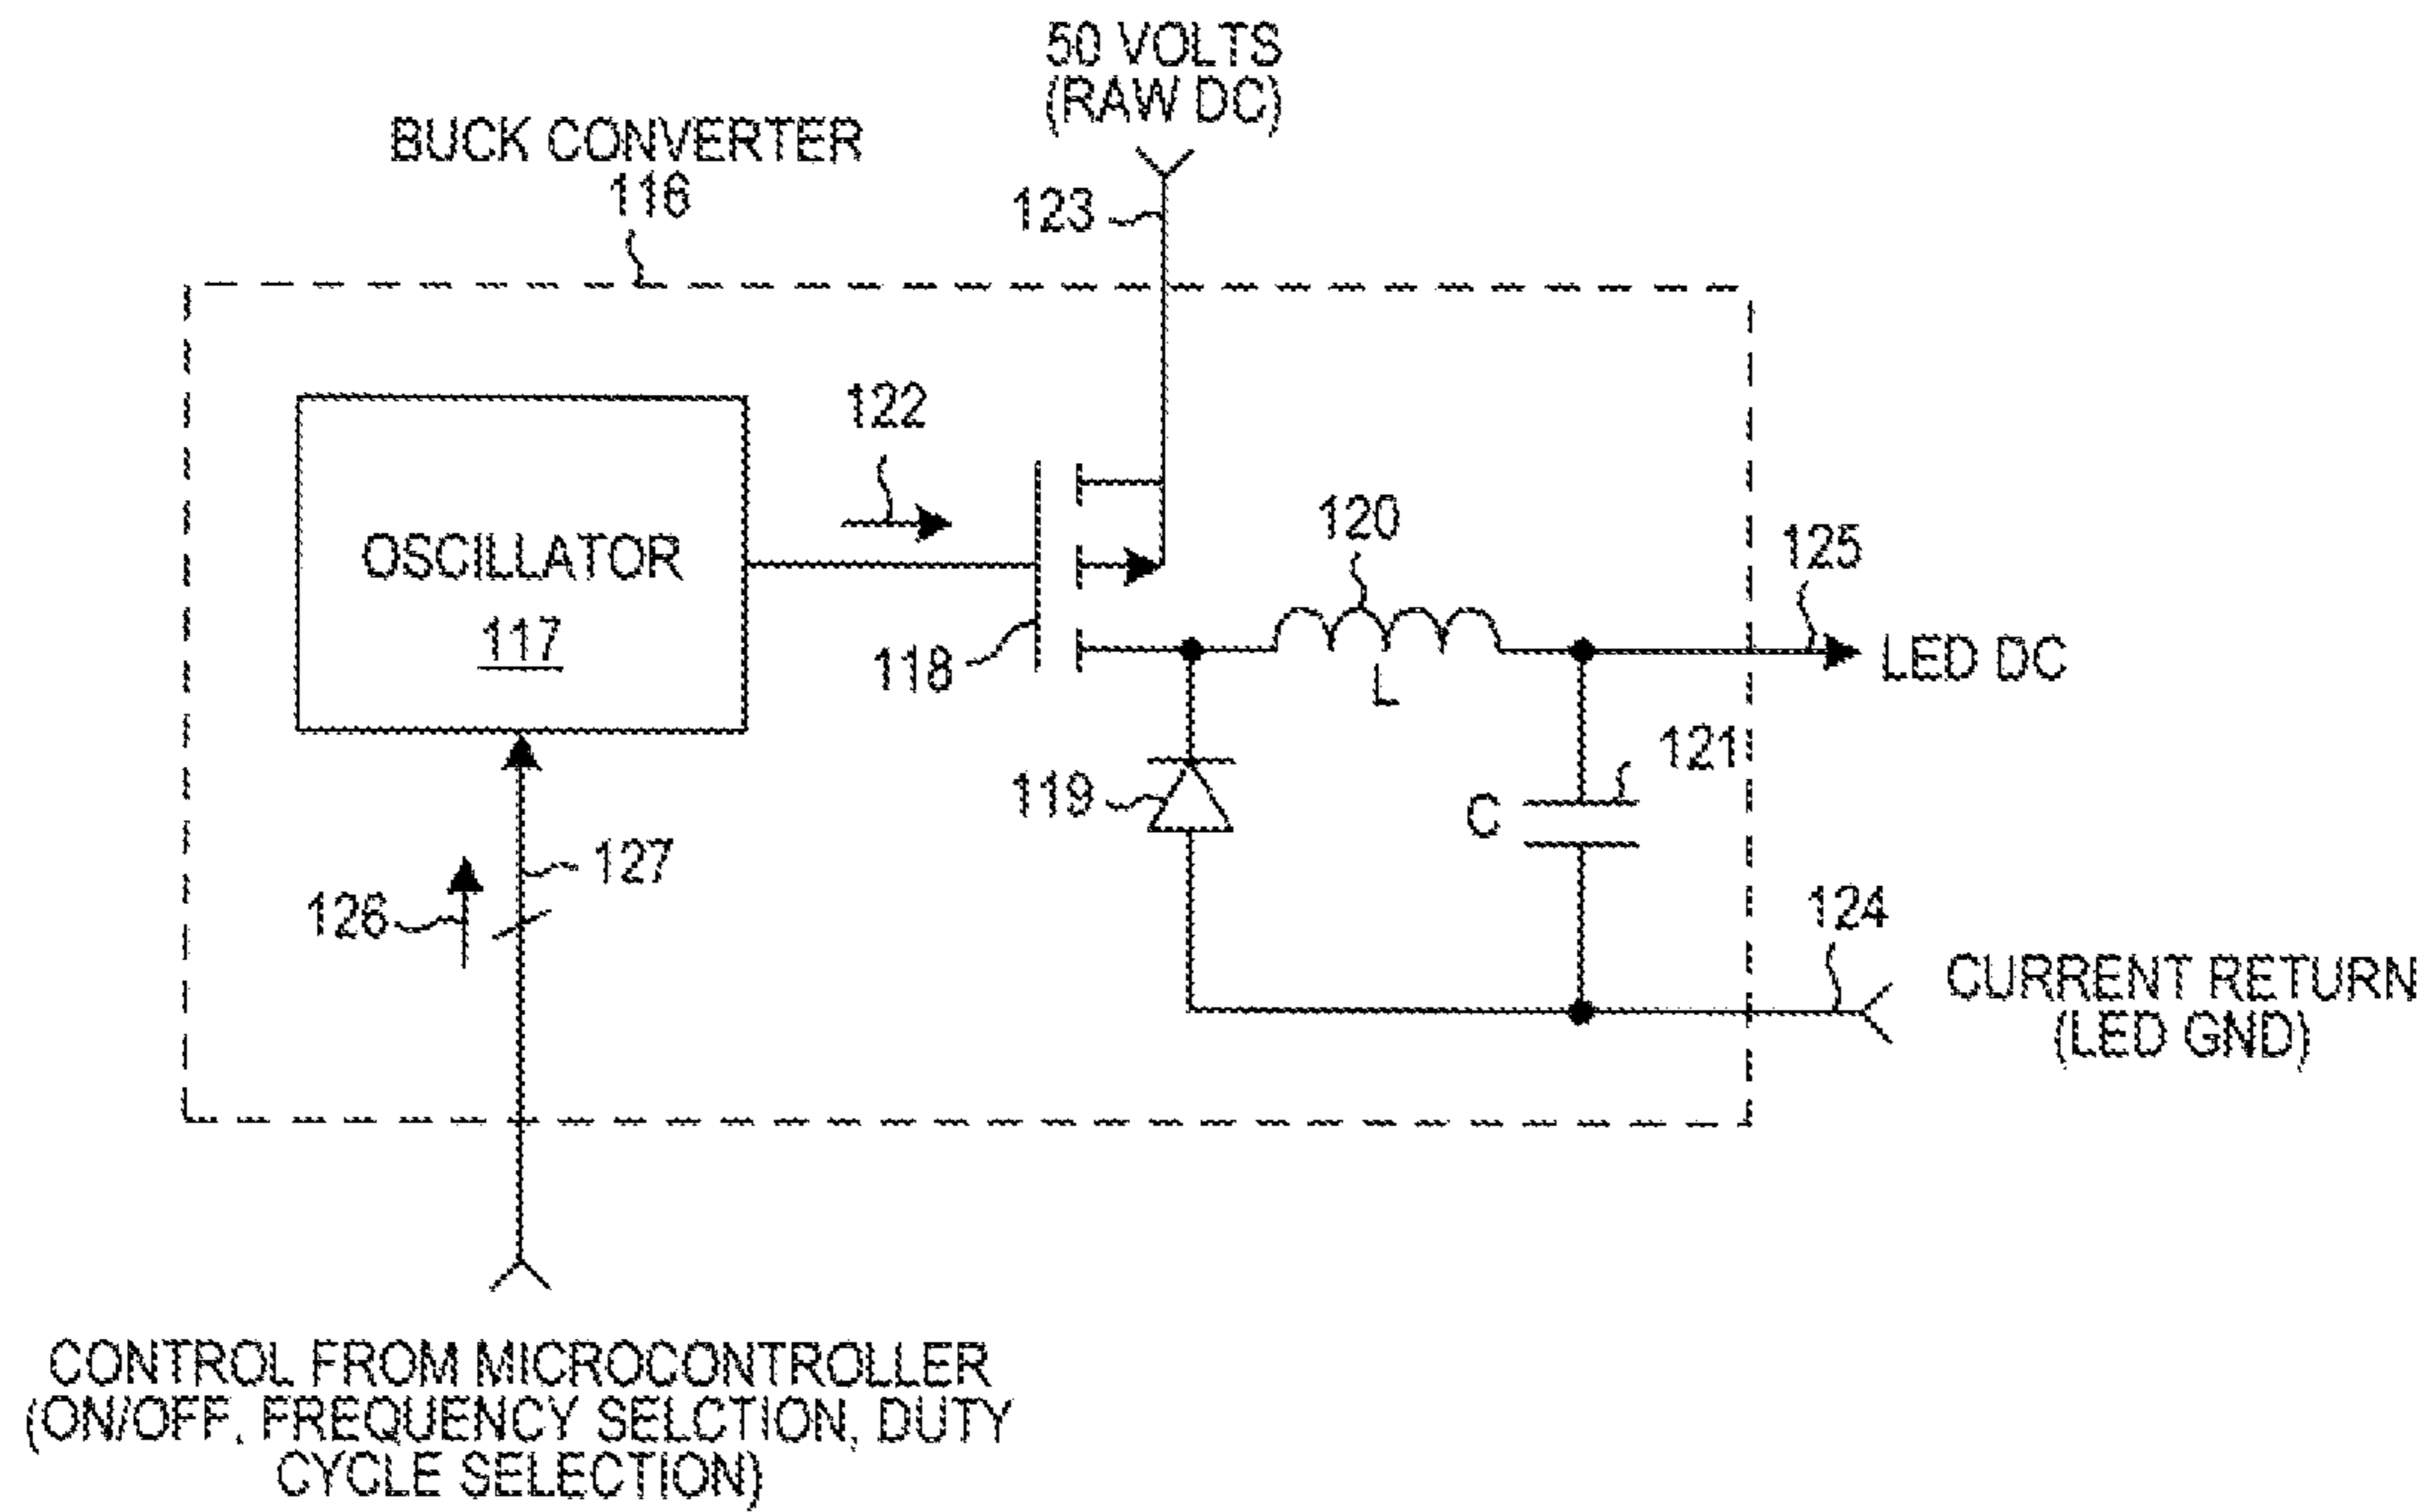 50 VOLTS
(RAW DC)
BUCK CONVERTER
116
123
122
OSCILLATOR
117
118
120
L
125
LED DC
119
C
121
126
127
124
CURRENT RETURN
(LED GND)
CONTROL FROM MICROCONTROLLER
(ON/OFF, FREQUENCY SELCTION, DUTY
CYCLE SELECTION)